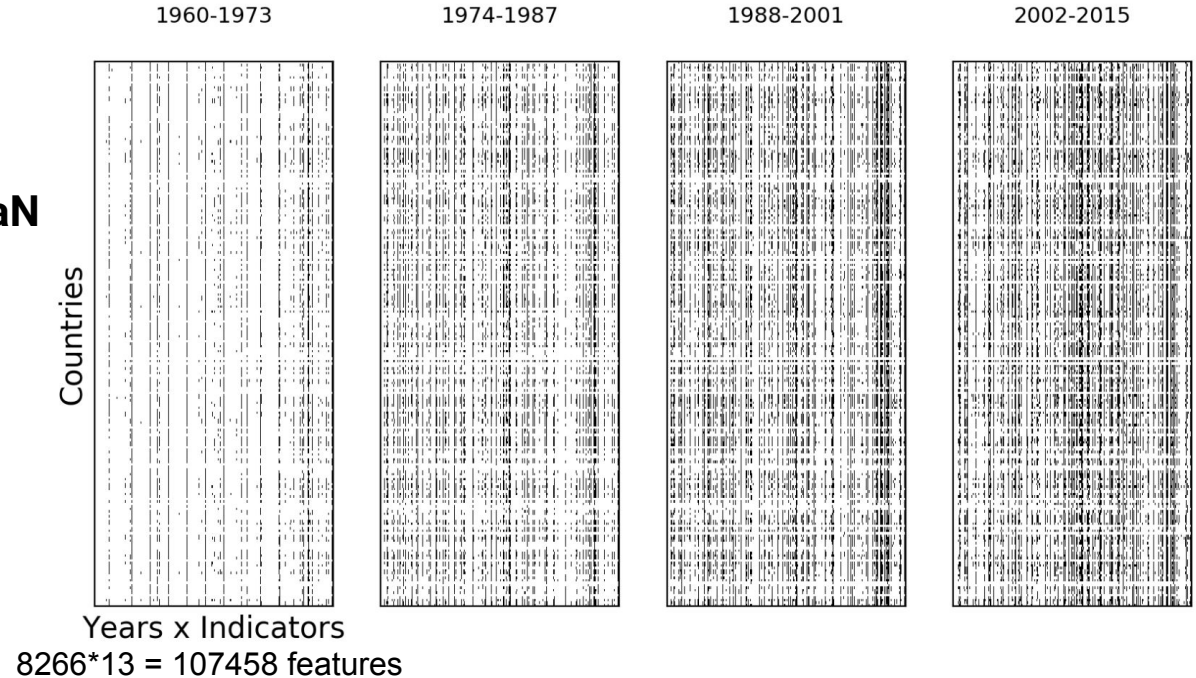 1960-1973
1974-1987
1988-2001
2002-2015
aN
Countries
Years x Indicators
8266*13 = 107458 features